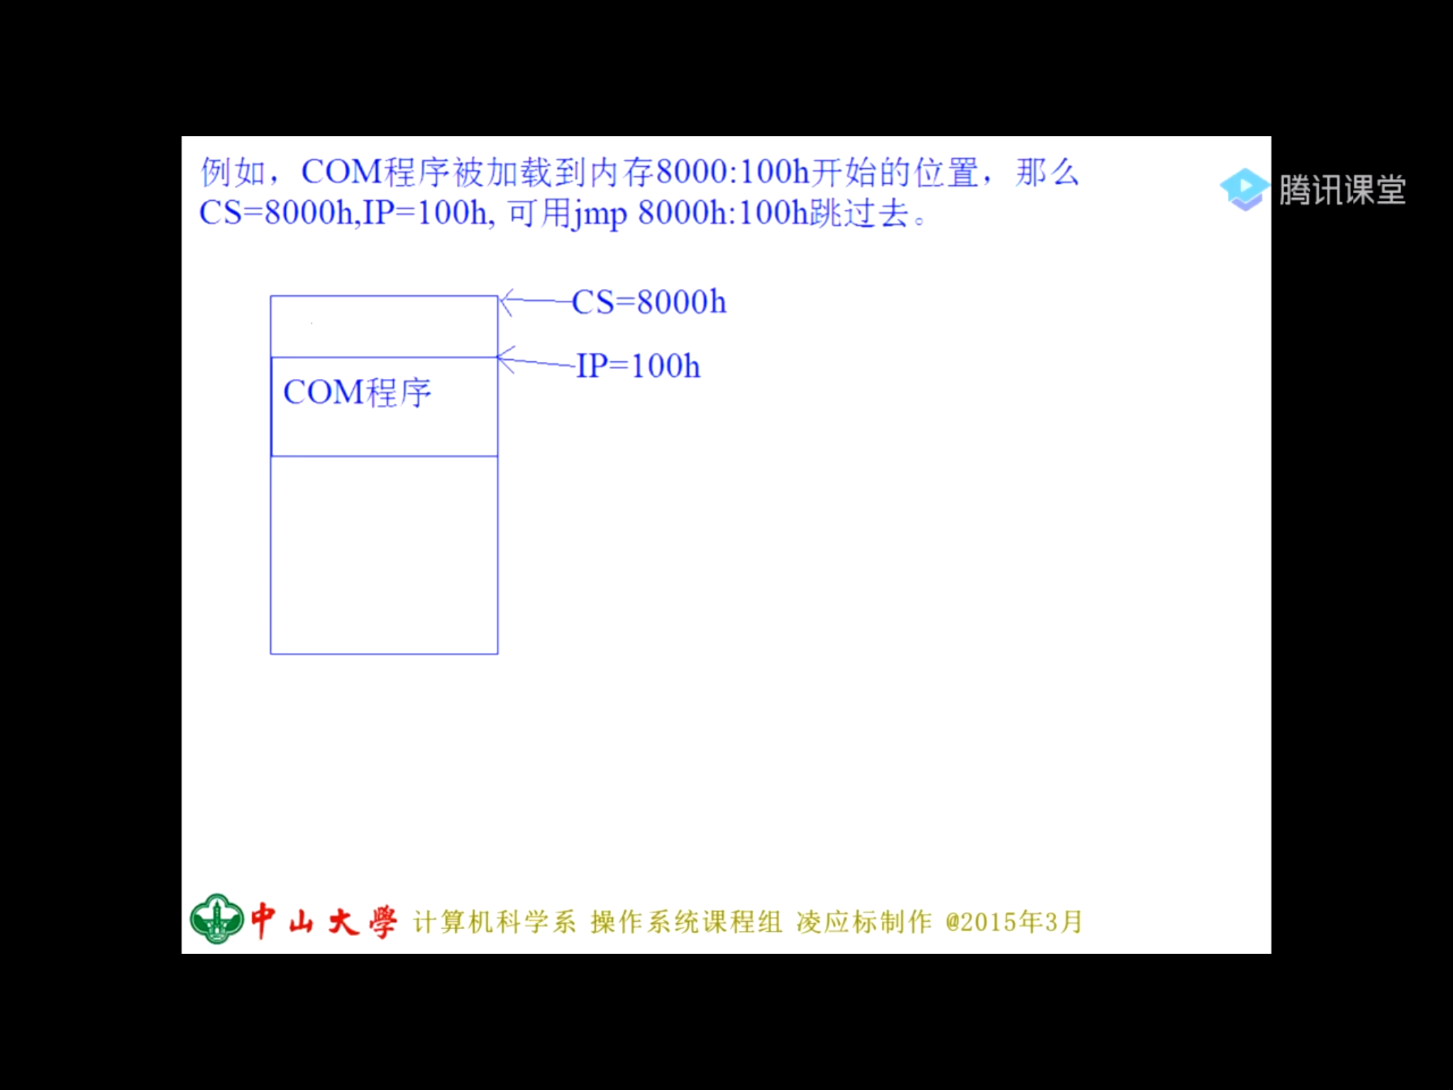 例如，COM程序被加载到内存8000:100h开始的位置，那么
CS=8000h,IP=100h, 可用jmp 8000h:100h跳过去。
腾讯课堂
CS=8000h
IP=100h
COM程序
中山大學 计算机科学系 操作系统课程组 凌应标制作 @2015年3月